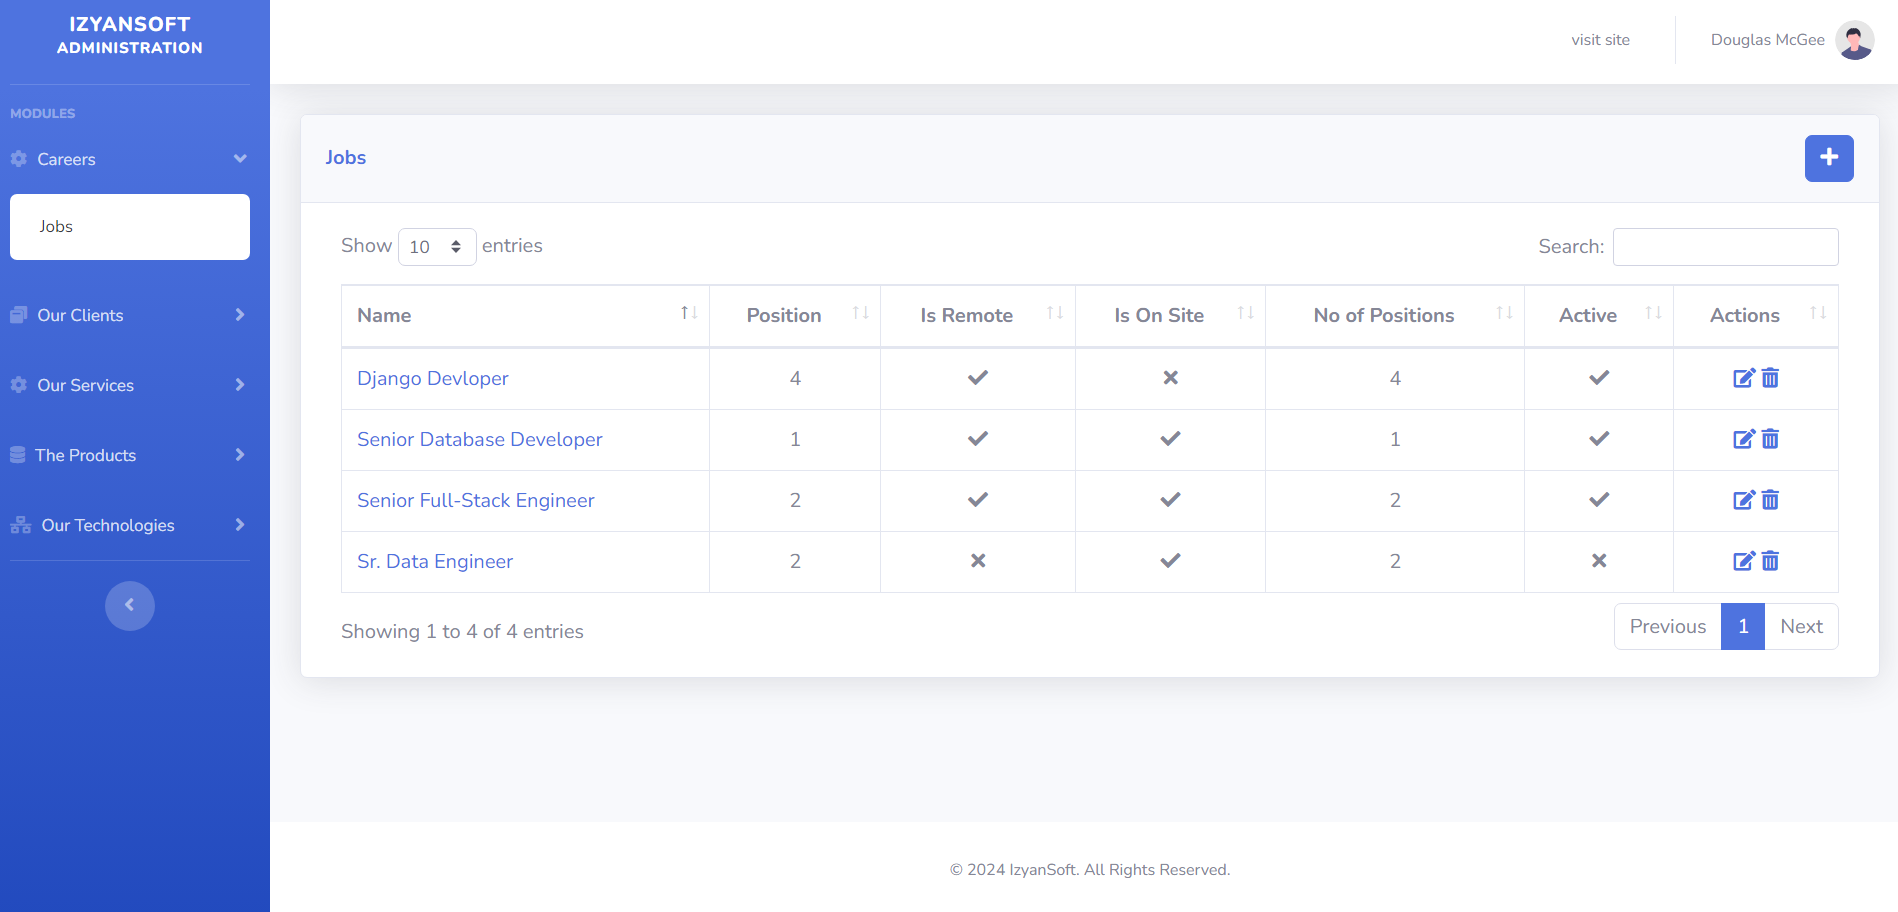 IZYANSOFT
ADMINISTRATION
MODULES
Careers
Jobs
Our Clients
Our Services
The Products
Our Technologies
visit site
Douglas McGee
Jobs
Show 10 entries
Search:
Name Position Is Remote Is On Site No of Positions Active Actions
Django Devloper 4 4
Senior Database Developer 1 1
Senior Full-Stack Engineer 2 2
Sr. Data Engineer 2 2
Showing 1 to 4 of 4 entries
Previous 1 Next
© 2024 IzyanSoft. All Rights Reserved.